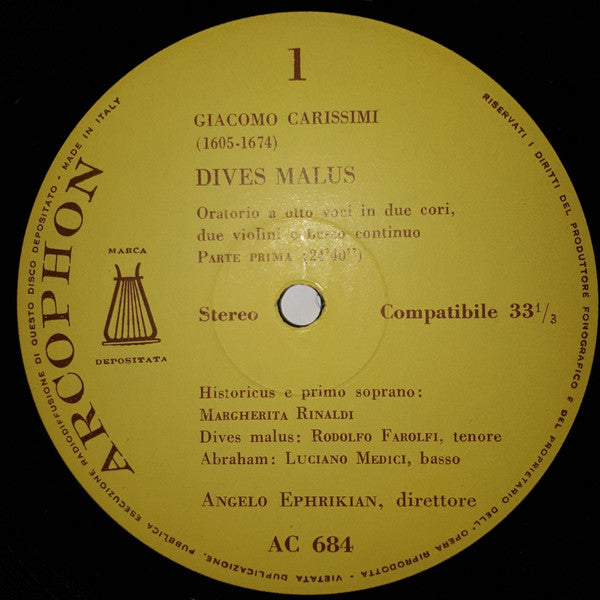 1
GIACOMO CARISSIMI
(1605-1674)
DIVES MALUS
Oratorio a otto voci in due cori,
due violini e basso continuo
PARTE PRIMA (24'40")
Stereo
Compatibile 33 1/3
Historicus e primo soprano:
MARGHERITA RINALDI
Dives malus: RODOLFO FAROLFI, tenore
Abraham: LUCIANO MEDICI, basso
ANGELO EPHRIKIAN, direttore
AC 684
ARCOPHON
MARCA
DEPOSITATA
RISERVATI I DIRITTI DEL PRODUTTORE FONOGRAFICO E DEL PROPRIETARIO DELL'OPERA RIPRODOTTA - VIETATA DUPLICAZIONE, PUBBLICA ESECUZIONE RADIODIFFUSIONE DI QUESTO DISCO DEPOSITATO - MADE IN ITALY